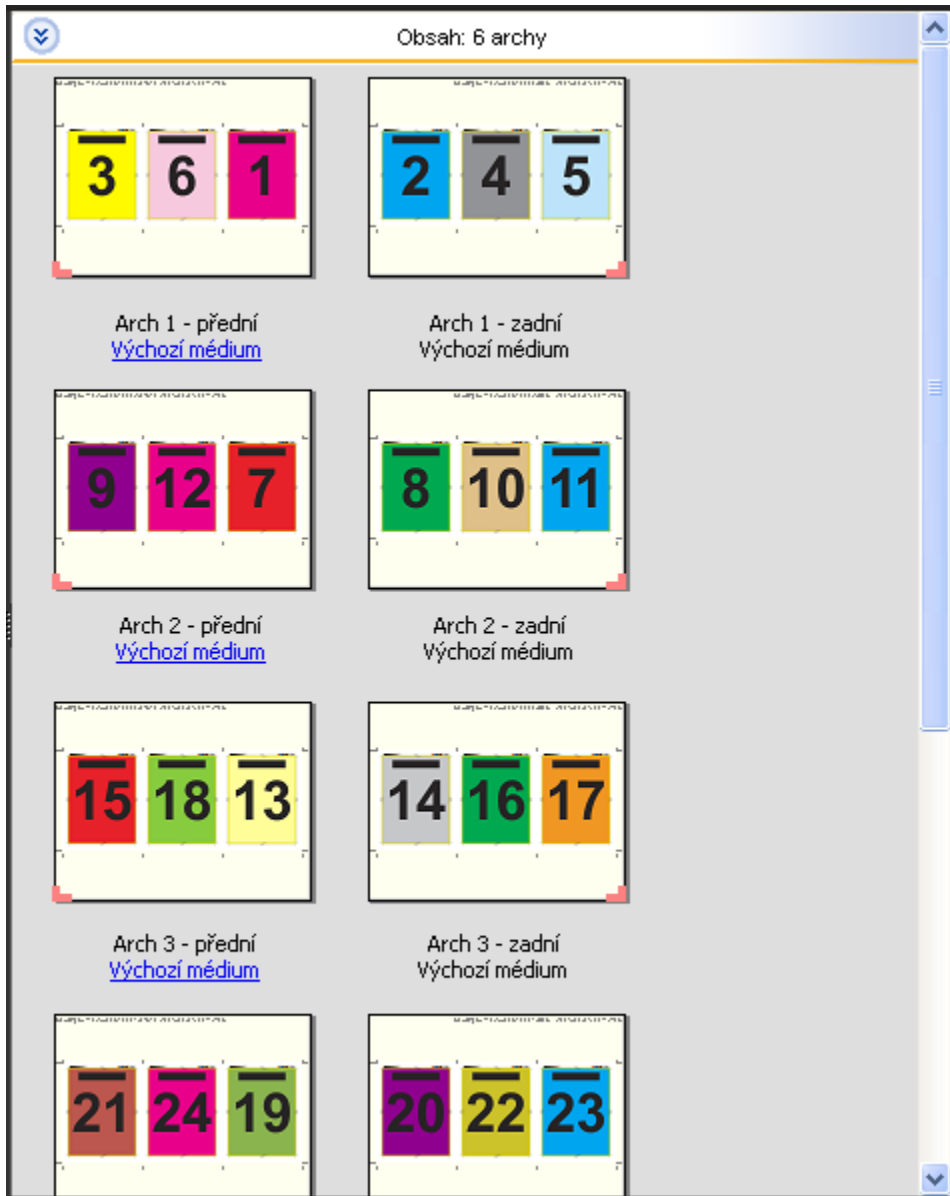 Obsah: 6 archy
3 6 1 2 4 5
Arch 1 - přední Arch 1 - zadní
Výchozí médium Výchozí médium
9 12 7 8 10 11
Arch 2 - přední Arch 2 - zadní
Výchozí médium Výchozí médium
15 18 13 14 16 17
Arch 3 - přední Arch 3 - zadní
Výchozí médium Výchozí médium
21 24 19 20 22 23